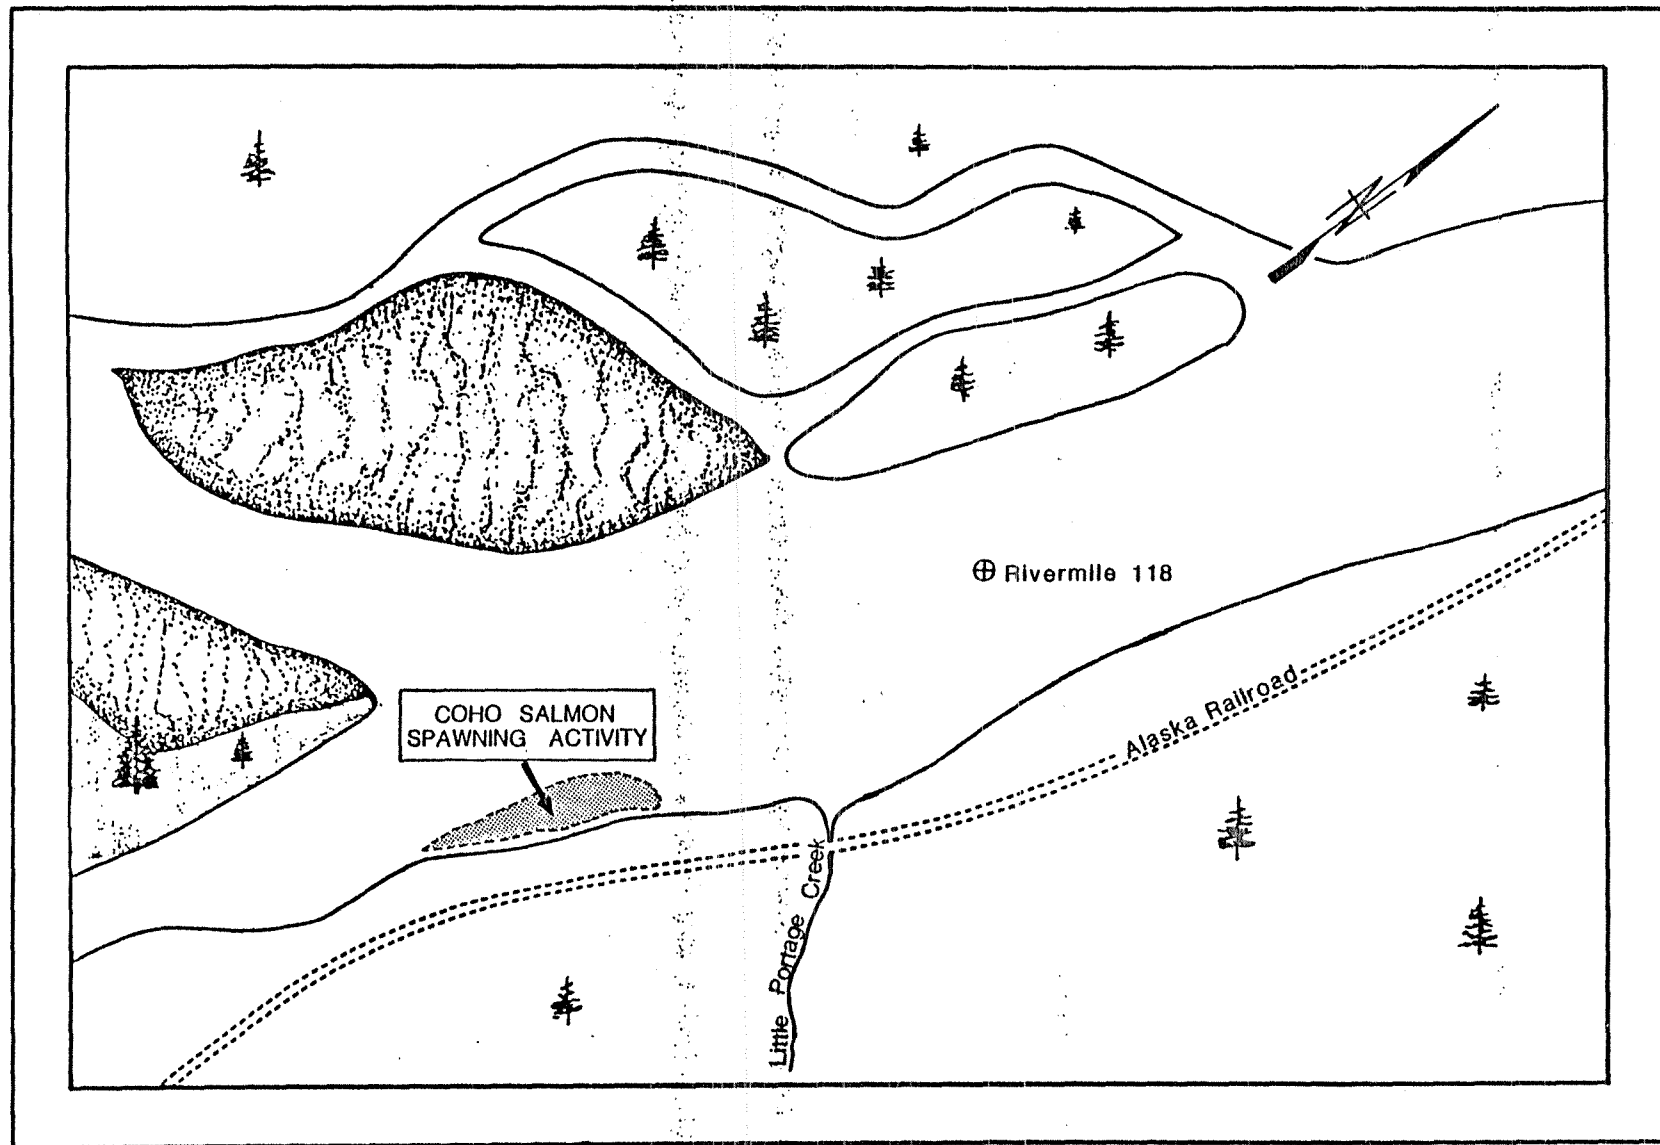 Rivermile 118
Alaska Railroad
COHO SALMON
SPAWNING ACTIVITY
Little Portage Creek